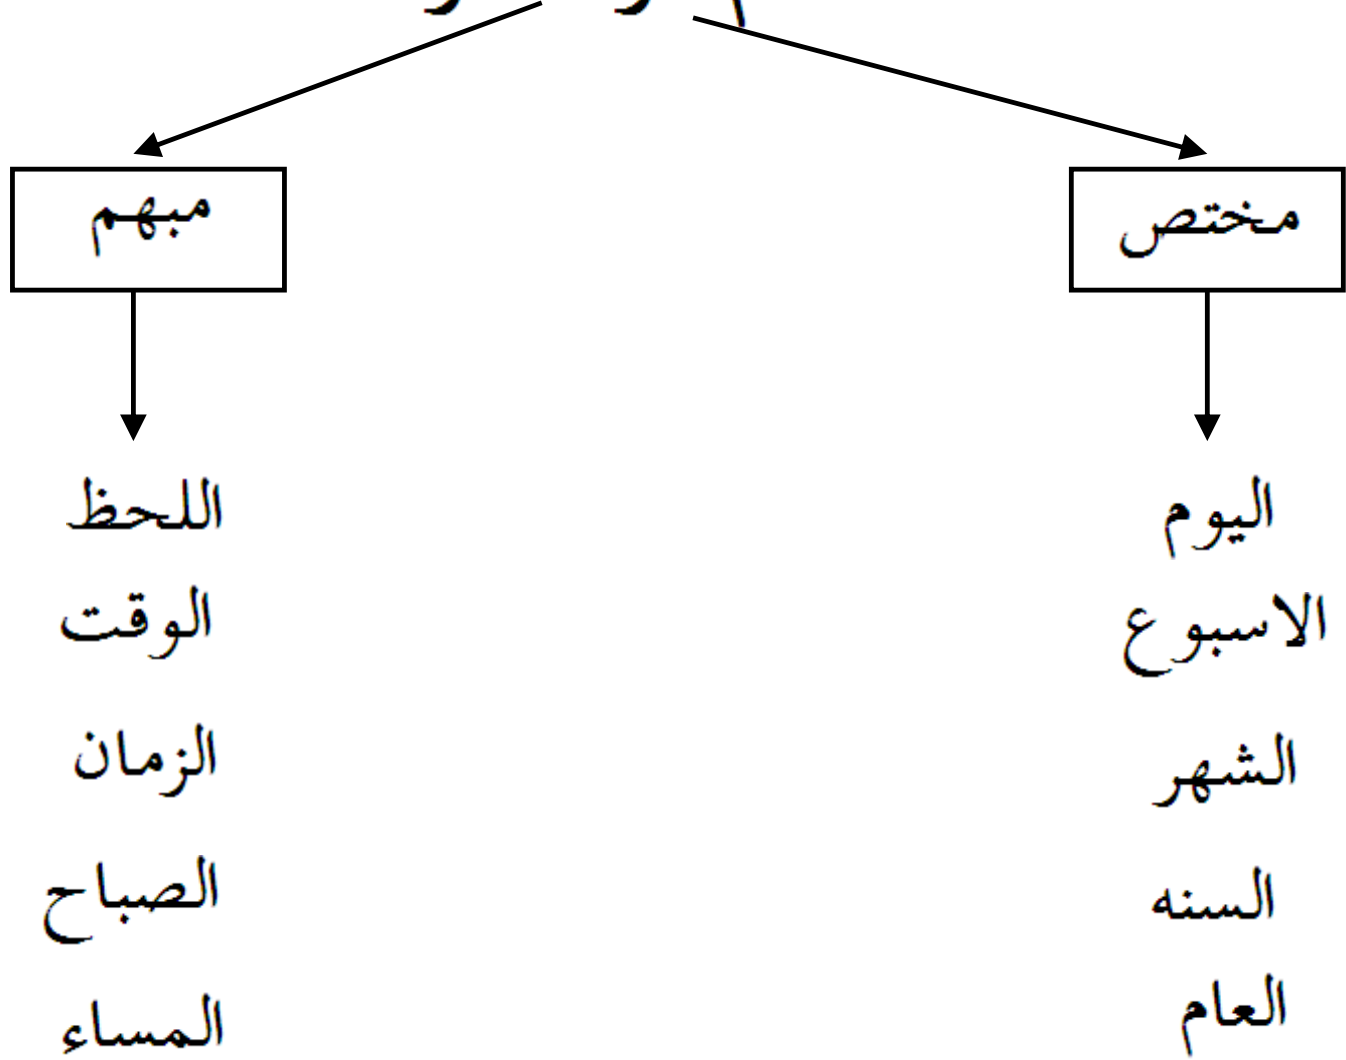 مختص
مبهم
اليوم
الاسبوع
الشهر
السنه
العام
اللحظ
الوقت
الزمان
الصباح
المساء